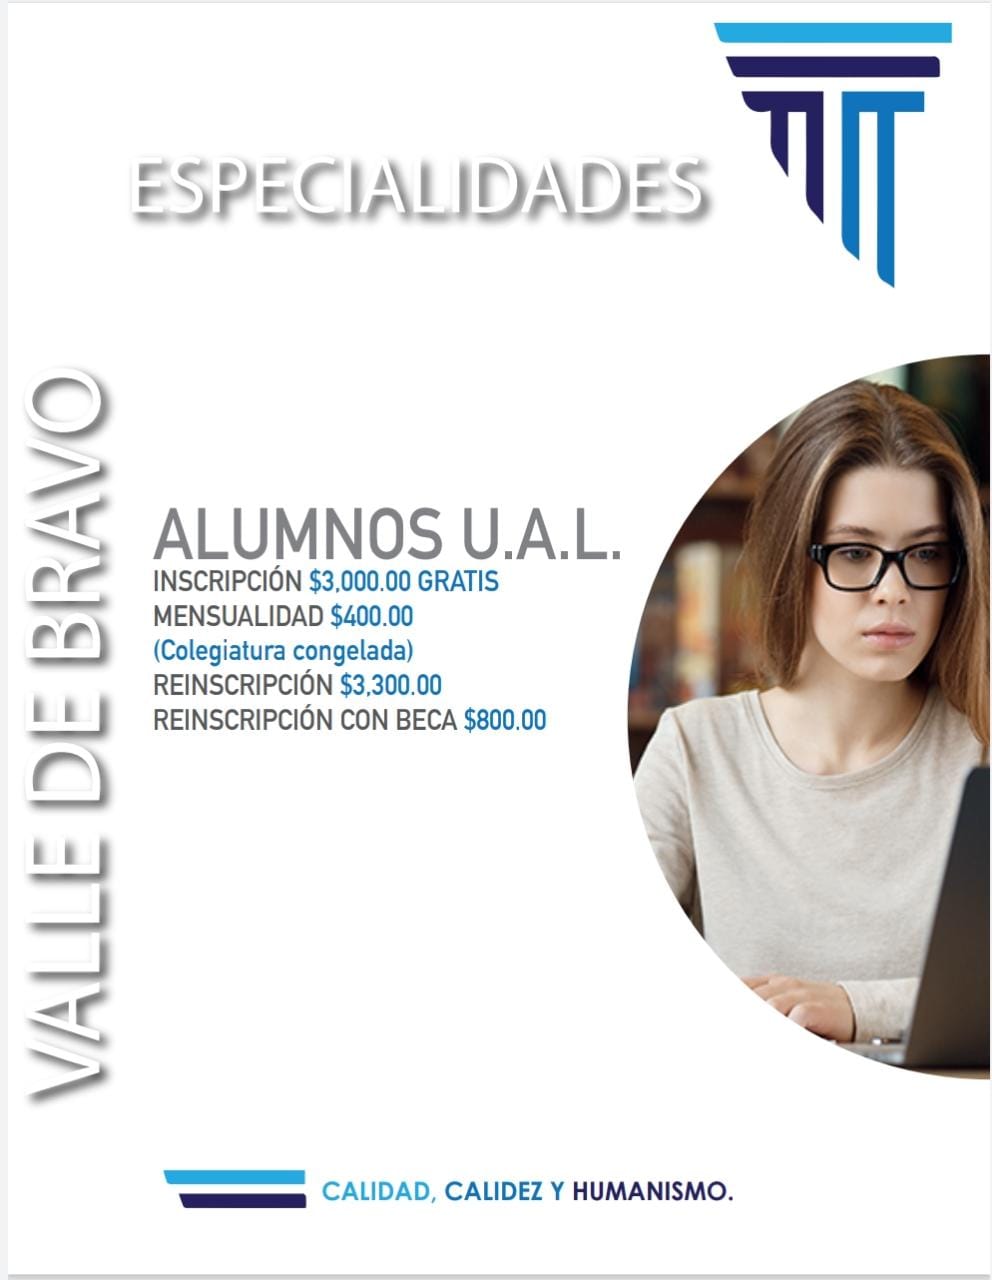 ESPECIALIDADES
VALLE DE BRAVO
ALUMNOS U.A.L.
INSCRIPCIÓN $3,000.00 GRATIS
MENSUALIDAD $400.00
(Colegiatura congelada)
REINSCRIPCIÓN $3,300.00
REINSCRIPCIÓN CON BECA $800.00
CALIDAD, CALIDEZ Y HUMANISMO.